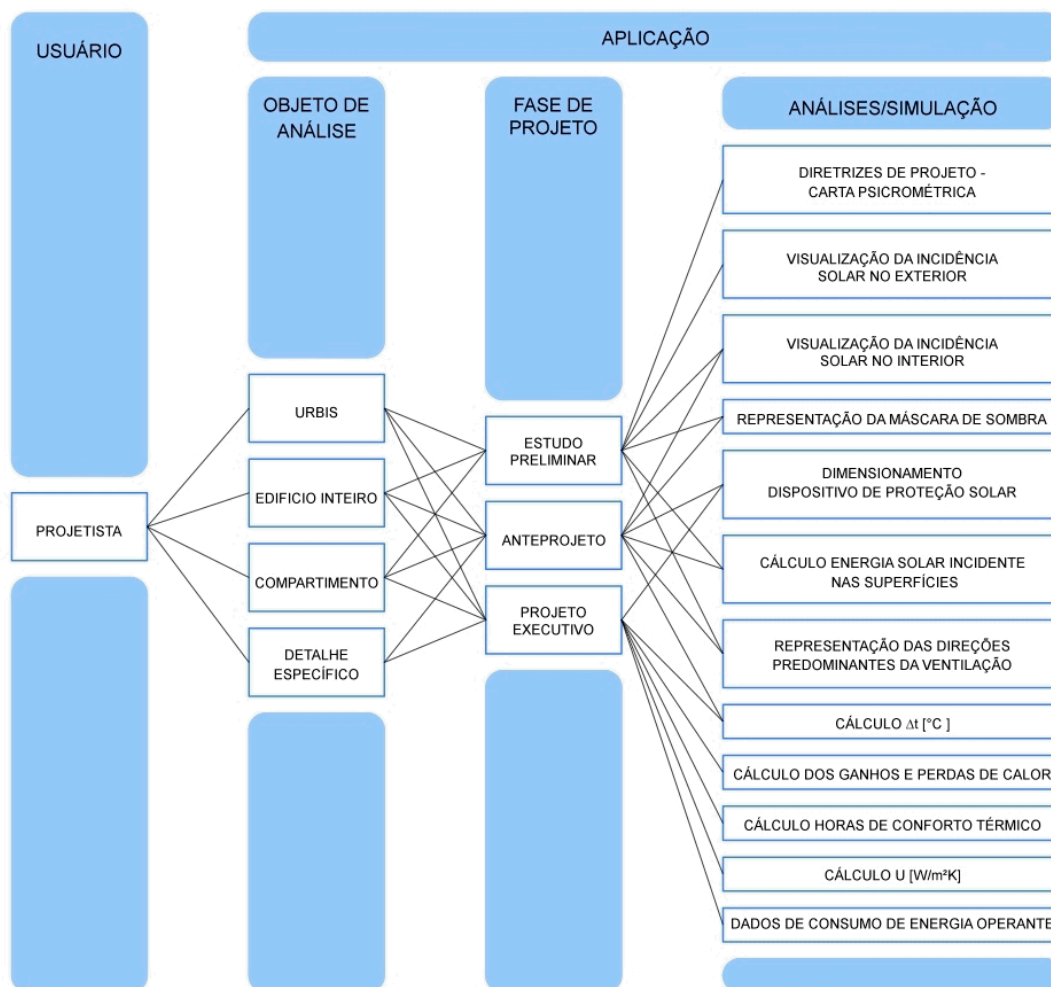 USUÁRIO
APLICAÇÃO
OBJETO DE
ANÁLISE
FASE DE
PROJETO
ANÁLISES/SIMULAÇÃO
PROJETISTA
URBIS
EDIFICIO INTEIRO
COMPARTIMENTO
DETALHE
ESPECÍFICO
ESTUDO
PRELIMINAR
ANTEPROJETO
PROJETO
EXECUTIVO
DIRETRIZES DE PROJETO -
CARTA PSICROMÉTRICA
VISUALIZAÇÃO DA INCIDÊNCIA
SOLAR NO EXTERIOR
VISUALIZAÇÃO DA INCIDÊNCIA
SOLAR NO INTERIOR
REPRESENTAÇÃO DA MÁSCARA DE SOMBRA
DIMENSIONAMENTO
DISPOSITIVO DE PROTEÇÃO SOLAR
CÁLCULO ENERGIA SOLAR INCIDENTE
NAS SUPERFÍCIES
REPRESENTAÇÃO DAS DIREÇÕES
PREDOMINANTES DA VENTILAÇÃO
CÁLCULO Δt [°C ]
CÁLCULO DOS GANHOS E PERDAS DE CALOR
CÁLCULO HORAS DE CONFORTO TÉRMICO
CÁLCULO U [W/m²K]
DADOS DE CONSUMO DE ENERGIA OPERANTE